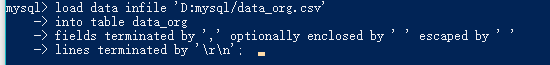 mysql> load data infile 'D:mysql/data_org.csv'
-> into table data_org
-> fields terminated by ',' optionally enclosed by ' ' escaped by ' '
-> lines terminated by '\r\n';